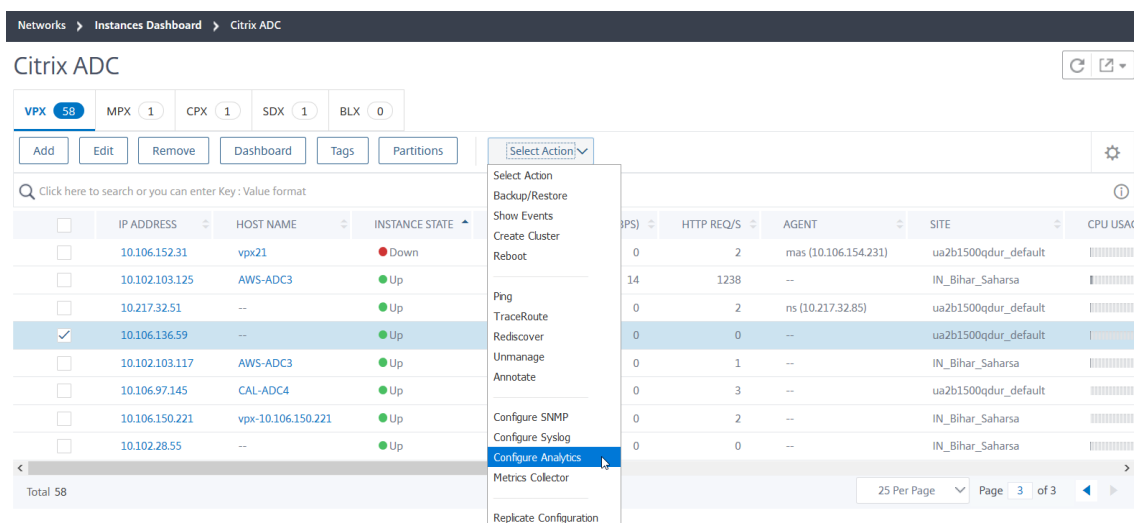 Networks > Instances Dashboard > Citrix ADC
Citrix ADC
VPX 58 MPX 1 CPX 1 SDX 1 BLX 0
Add Edit Remove Dashboard Tags Partitions Select Action
Click here to search or you can enter Key : Value format
Select Action
Backup/Restore
Show Events
Create Cluster
Reboot
Ping
TraceRoute
Rediscover
Unmanage
Annotate
Configure SNMP
Configure Syslog
Configure Analytics
Metrics Collector
Replicate Configuration
IP ADDRESS HOST NAME INSTANCE STATE BPS) HTTP REQ/S AGENT SITE CPU USAG
10.106.152.31 vpx21 Down 0 2 mas (10.106.154.231) ua2b1500qdur_default
10.102.103.125 AWS-ADC3 Up 14 1238 -- IN_Bihar_Saharsa
10.217.32.51 -- Up 0 2 ns (10.217.32.85) ua2b1500qdur_default
10.106.136.59 -- Up 0 0 -- ua2b1500qdur_default
10.102.103.117 AWS-ADC3 Up 0 1 -- IN_Bihar_Saharsa
10.106.97.145 CAL-ADC4 Up 0 3 -- ua2b1500qdur_default
10.106.150.221 vpx-10.106.150.221 Up 0 2 -- IN_Bihar_Saharsa
10.102.28.55 -- Up 0 0 -- IN_Bihar_Saharsa
Total 58 25 Per Page Page 3 of 3